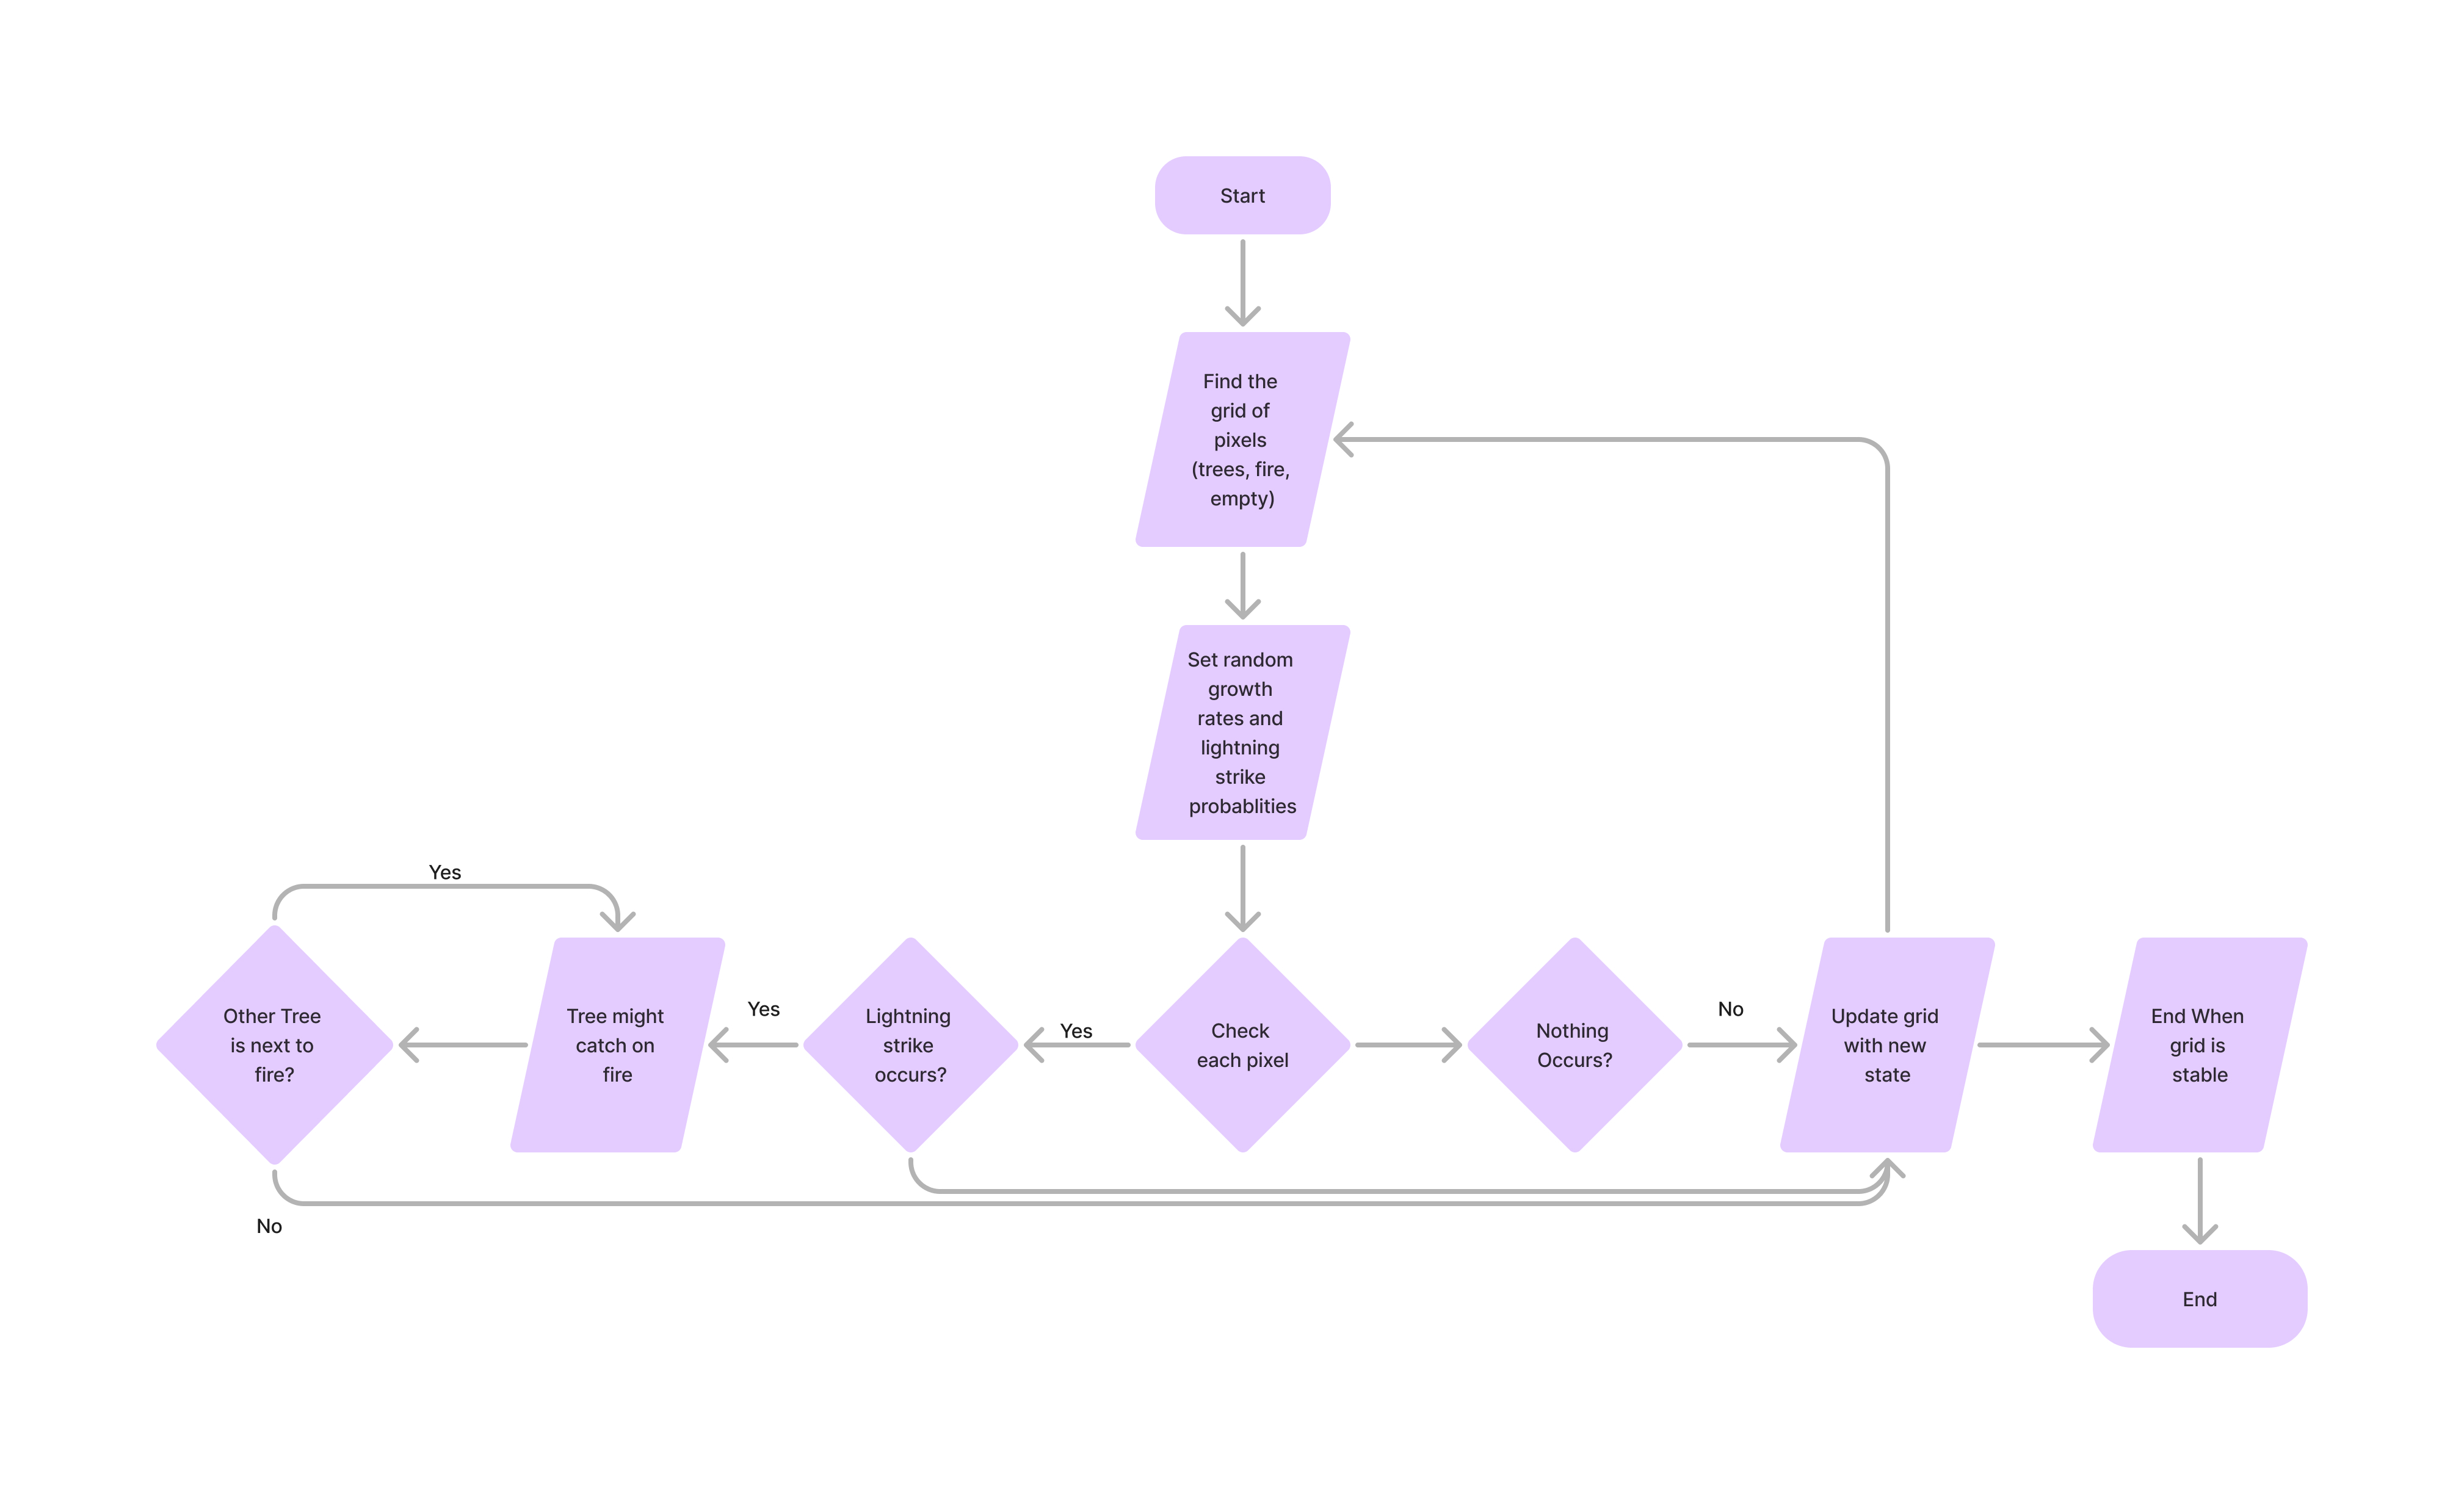 Start
Find the
grid of
pixels
(trees, fire,
empty)
Set random
growth
rates and
lightning
strike
probablities
Yes
Other Tree
is next to
fire?
Tree might
catch on
fire
Yes
Lightning
strike
occurs?
Yes
Check
each pixel
Nothing
Occurs?
No
Update grid
with new
state
End When
grid is
stable
No
End